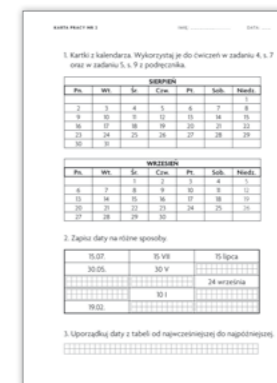 KARTA PRACY NR 2 IMIĘ DATA
1. Kartki z kalendarza. Wykorzystaj je do ćwiczeń w zadaniu 4, s. 7
oraz w zadaniu 5, s. 9 z podręcznika.
SIERPIEŃ
Pn. Wt. Śr. Czw. Pt. Sob. Niedz.
1
2 3 4 5 6 7 8
9 10 11 12 13 14 15
16 17 18 19 20 21 22
23 24 25 26 27 28 29
30 31
WRZESIEŃ
Pn. Wt. Śr. Czw. Pt. Sob. Niedz.
1 2 3 4 5
6 7 8 9 10 11 12
13 14 15 16 17 18 19
20 21 22 23 24 25 26
27 28 29 30
2. Zapisz daty na różne sposoby.
15.07. 15 VII 15 lipca
30.05. 30 V
24 września
10 I
19.02.
3. Uporządkuj daty z tabeli od najwcześniejszej do najpóźniejszej.